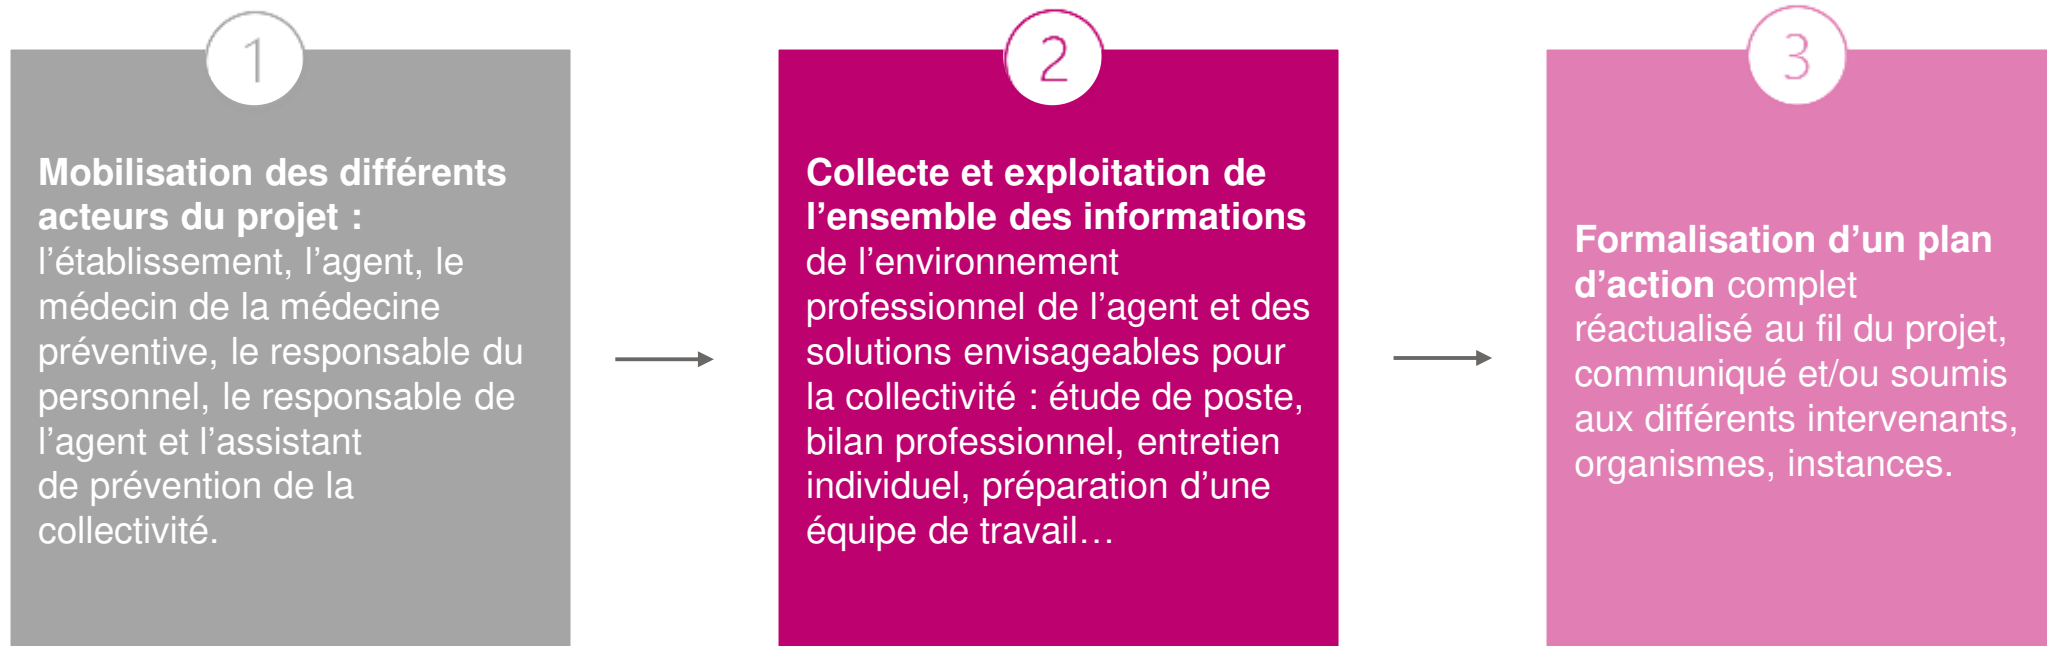 1
Mobilisation des différents
acteurs du projet :
l’établissement, l’agent, le
médecin de la médecine
préventive, le responsable du
personnel, le responsable de
l’agent et l’assistant
de prévention de la
collectivité.
2
Collecte et exploitation de
l’ensemble des informations
de l’environnement
professionnel de l’agent et des
solutions envisageables pour
la collectivité : étude de poste,
bilan professionnel, entretien
individuel, préparation d’une
équipe de travail…
3
Formalisation d’un plan
d’action complet
réactualisé au fil du projet,
communiqué et/ou soumis
aux différents intervenants,
organismes, instances.